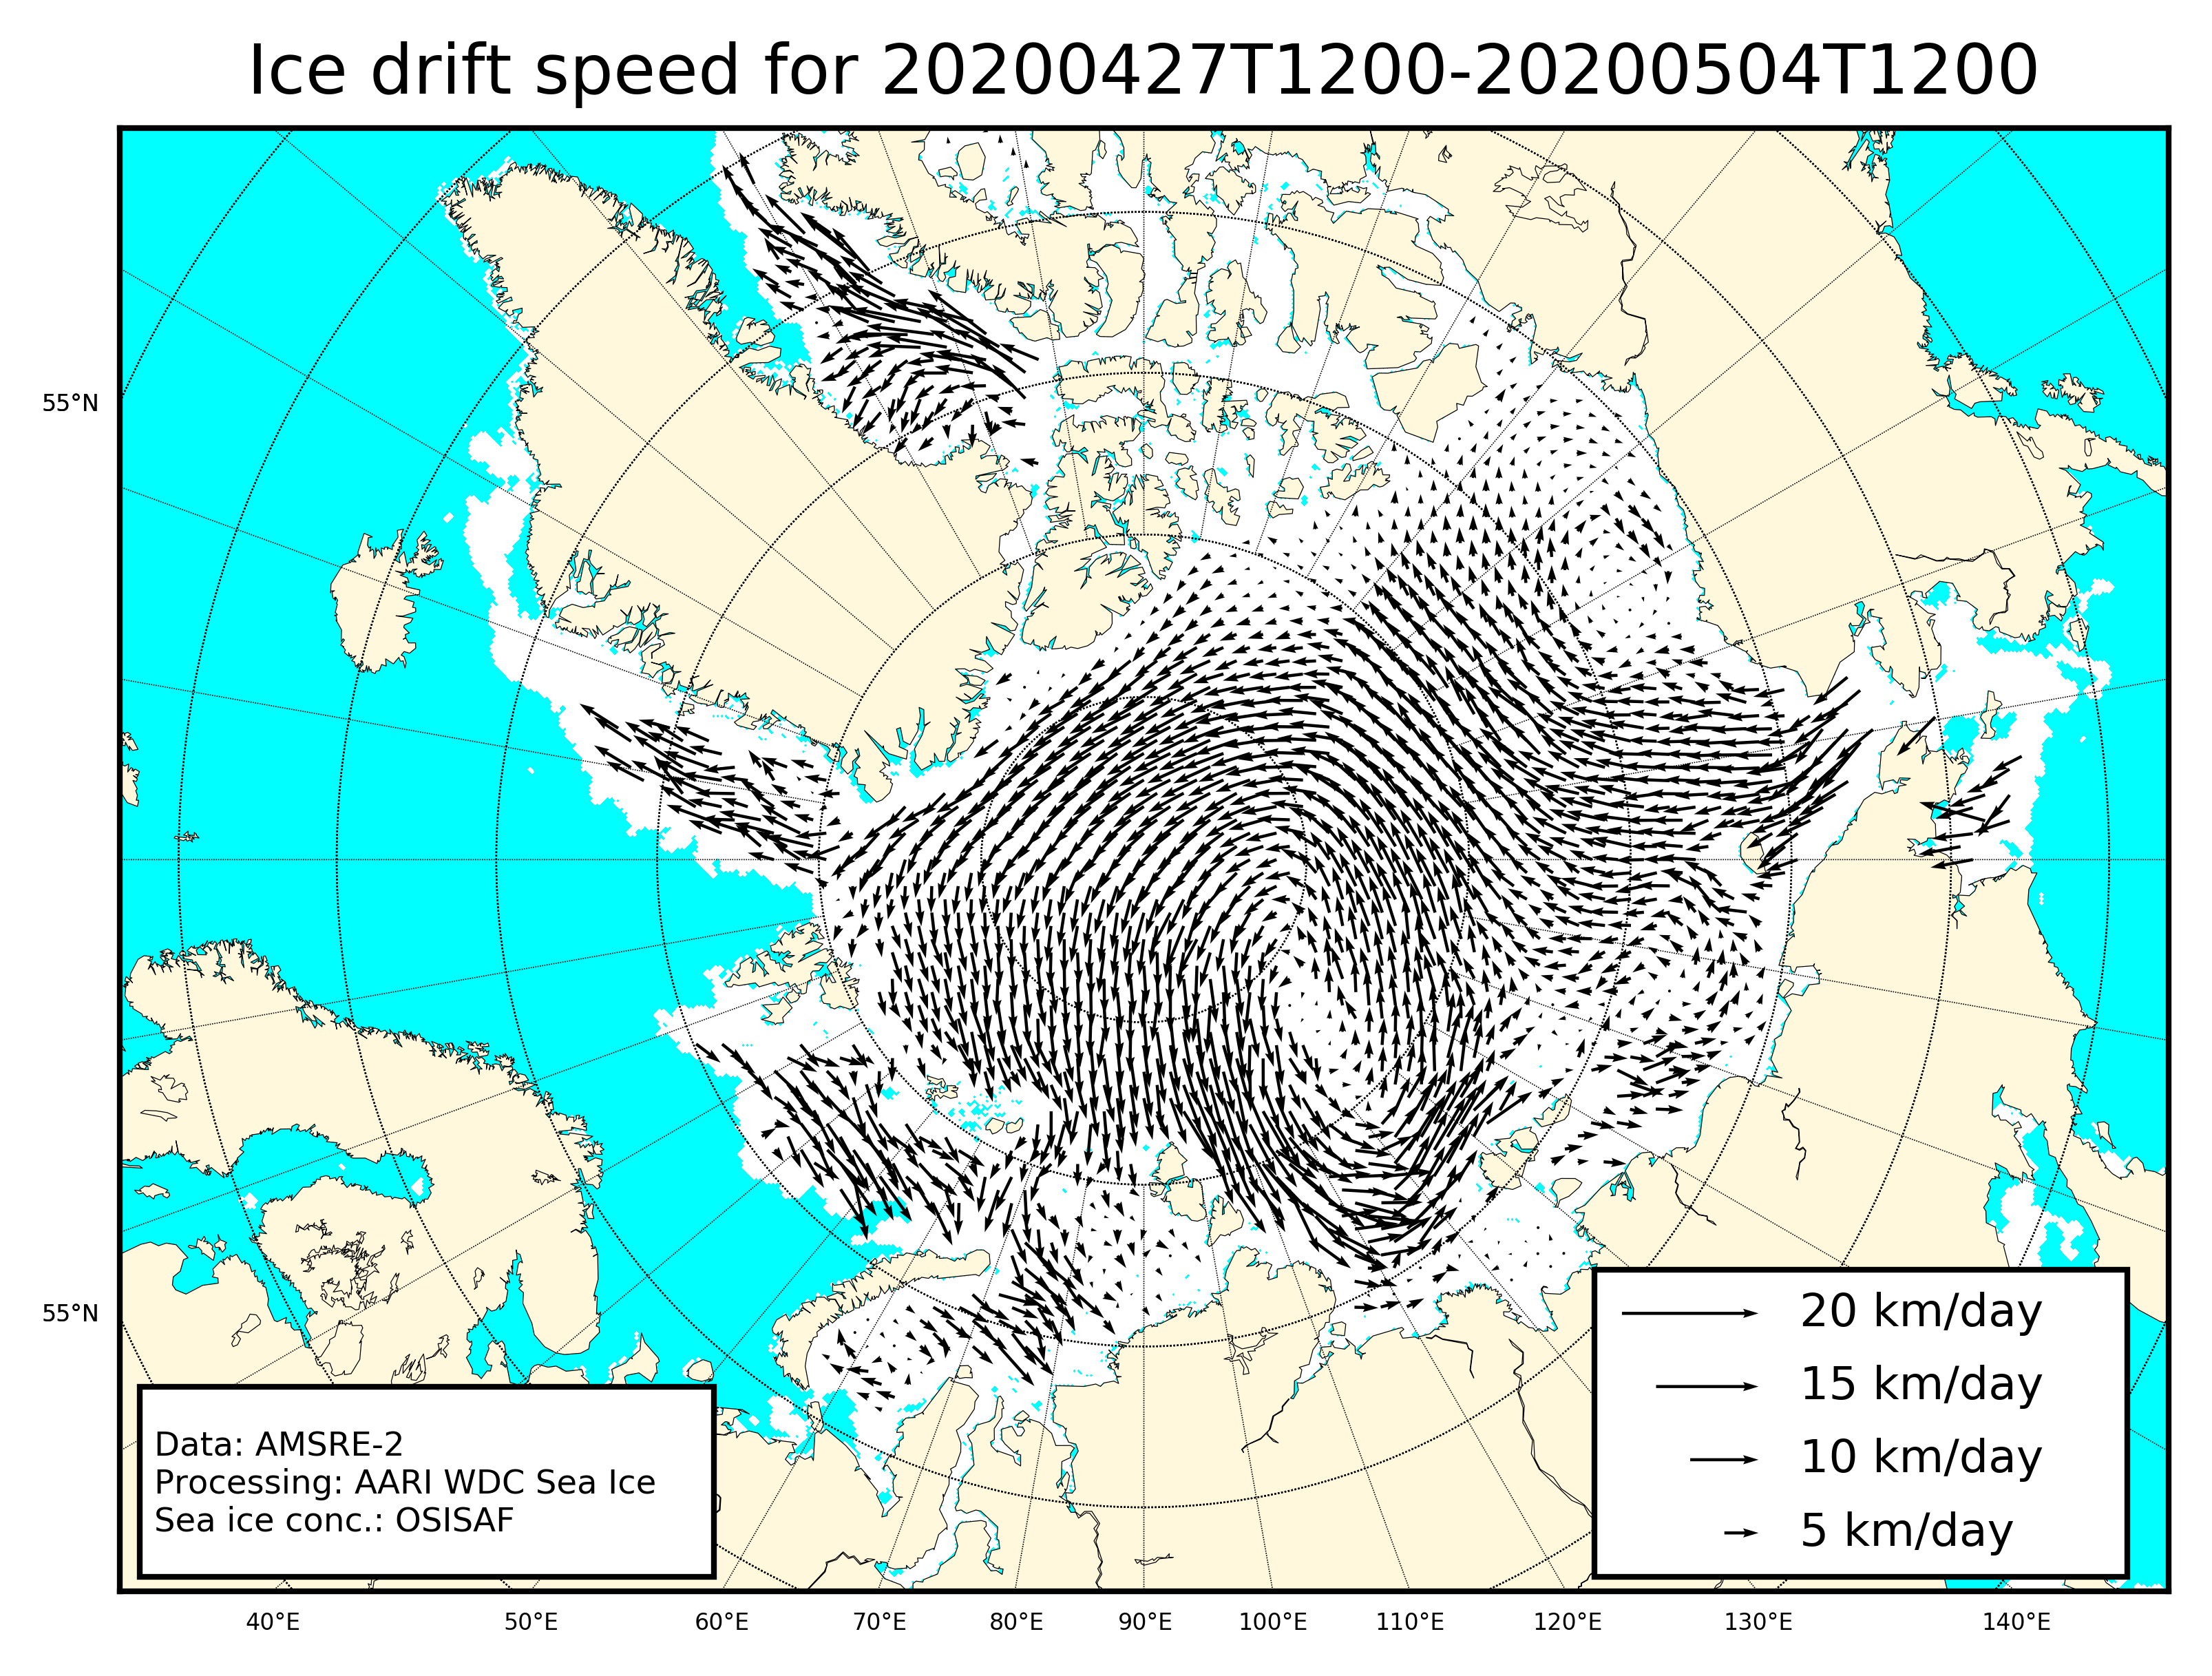 Ice drift speed for 20200427T1200-20200504T1200
55°N
55°N
20 km/day
15 km/day
10 km/day
5 km/day
Data: AMSRE-2
Processing: AARI WDC Sea Ice
Sea ice conc.: OSISAF
40°E 50°E 60°E 70°E 80°E 90°E 100°E 110°E 120°E 130°E 140°E